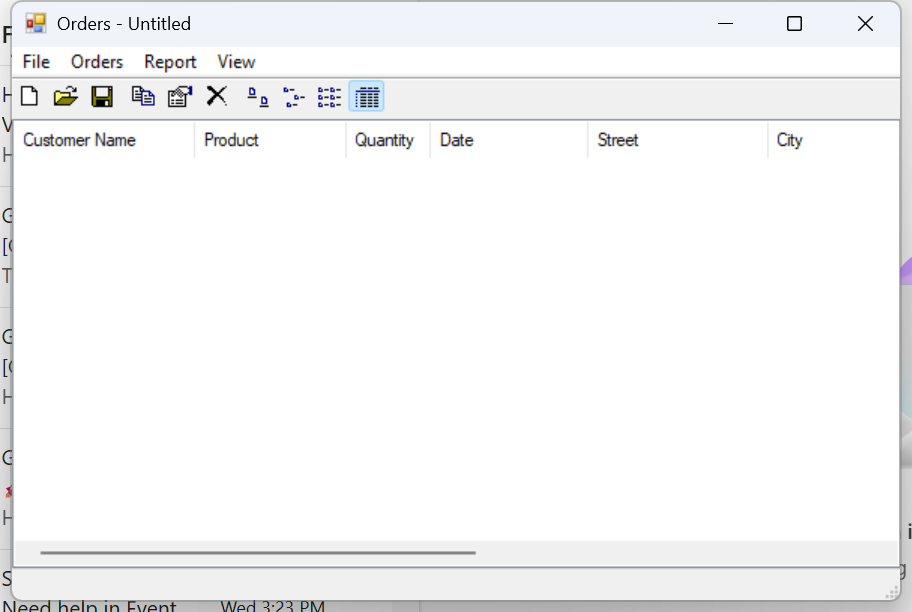 Orders - Untitled
File Orders Report View
Customer Name Product Quantity Date Street City
Need help in Event Wed 3:23 PM